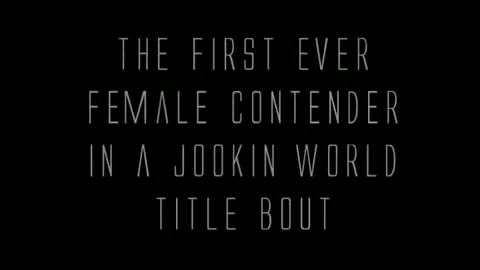 THE FIRST EVER
FEMALE CONTENDER
IN A JOOKIN WORLD
TITLE BOUT